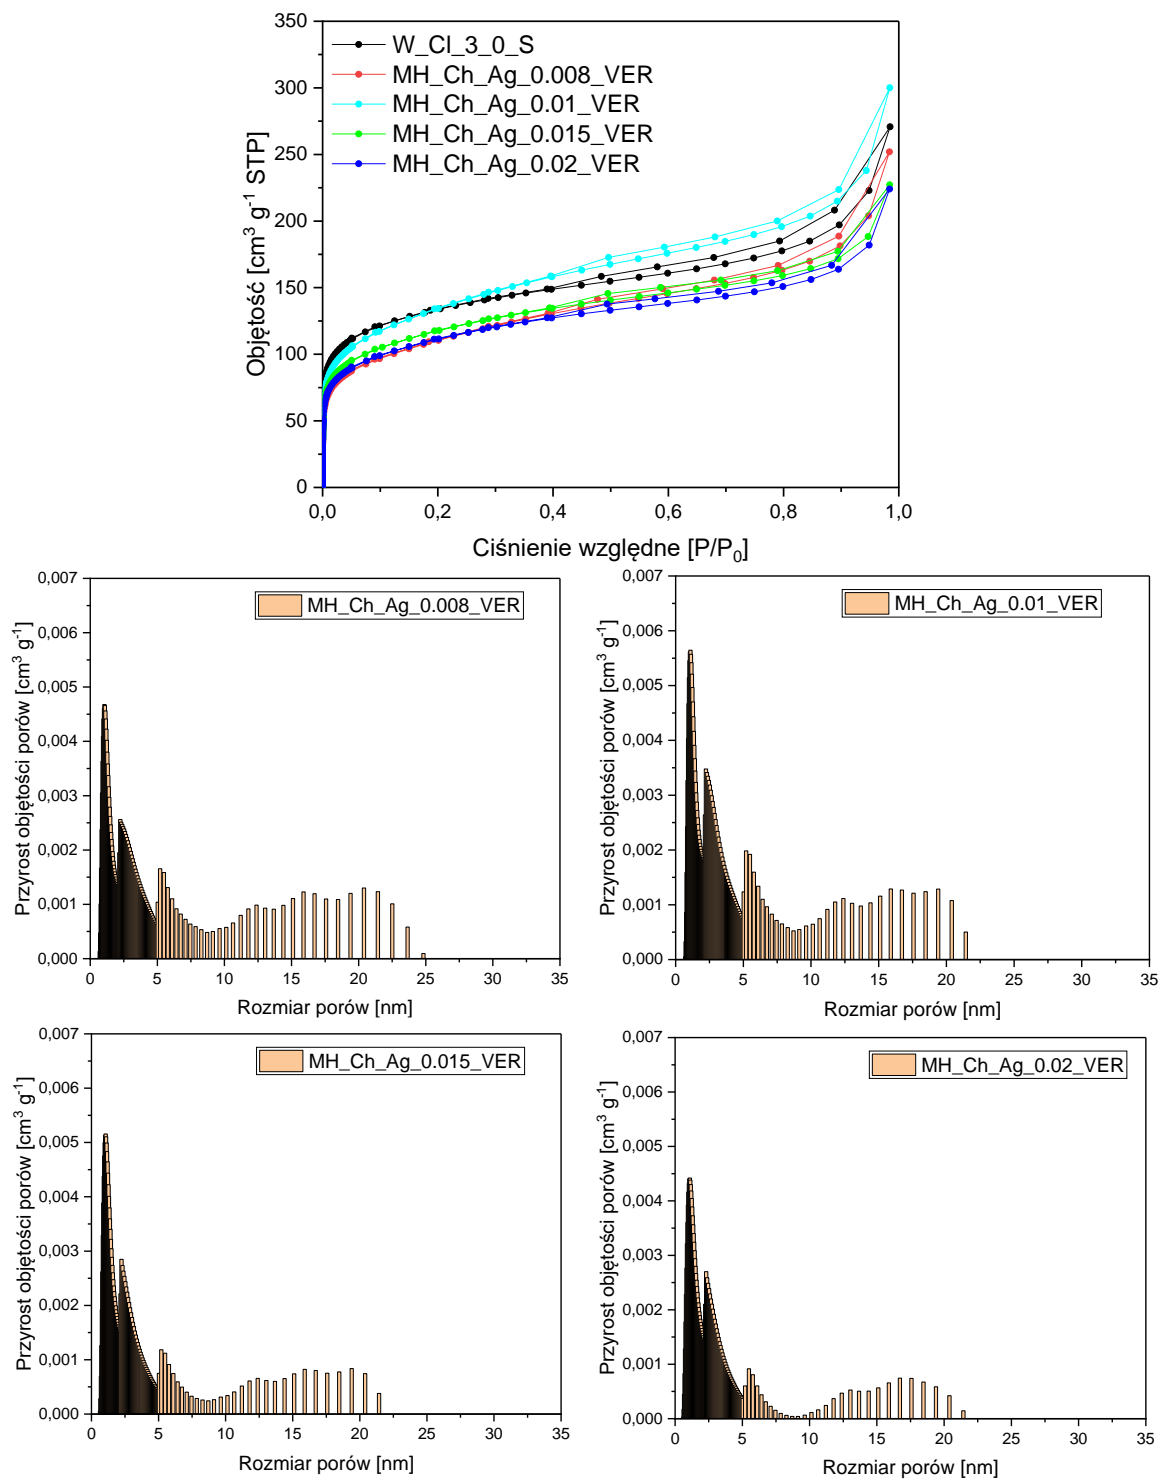 350
300
250
200
150
100
50
0
Objętość [cm³ g⁻¹ STP]
W_Cl_3_0_S
MH_Ch_Ag_0.008_VER
MH_Ch_Ag_0.01_VER
MH_Ch_Ag_0.015_VER
MH_Ch_Ag_0.02_VER
0,0 0,2 0,4 0,6 0,8 1,0
Ciśnienie względne [P/P₀]
0,007
0,006
0,005
0,004
0,003
0,002
0,001
0,000
Przyrost objętości porów [cm³ g⁻¹]
MH_Ch_Ag_0.008_VER
0 5 10 15 20 25 30 35
Rozmiar porów [nm]
0,007
0,006
0,005
0,004
0,003
0,002
0,001
0,000
Przyrost objętości porów [cm³ g⁻¹]
MH_Ch_Ag_0.01_VER
0 5 10 15 20 25 30 35
Rozmiar porów [nm]
0,007
0,006
0,005
0,004
0,003
0,002
0,001
0,000
Przyrost objętości porów [cm³ g⁻¹]
MH_Ch_Ag_0.015_VER
0 5 10 15 20 25 30 35
Rozmiar porów [nm]
0,007
0,006
0,005
0,004
0,003
0,002
0,001
0,000
Przyrost objętości porów [cm³ g⁻¹]
MH_Ch_Ag_0.02_VER
0 5 10 15 20 25 30 35
Rozmiar porów [nm]